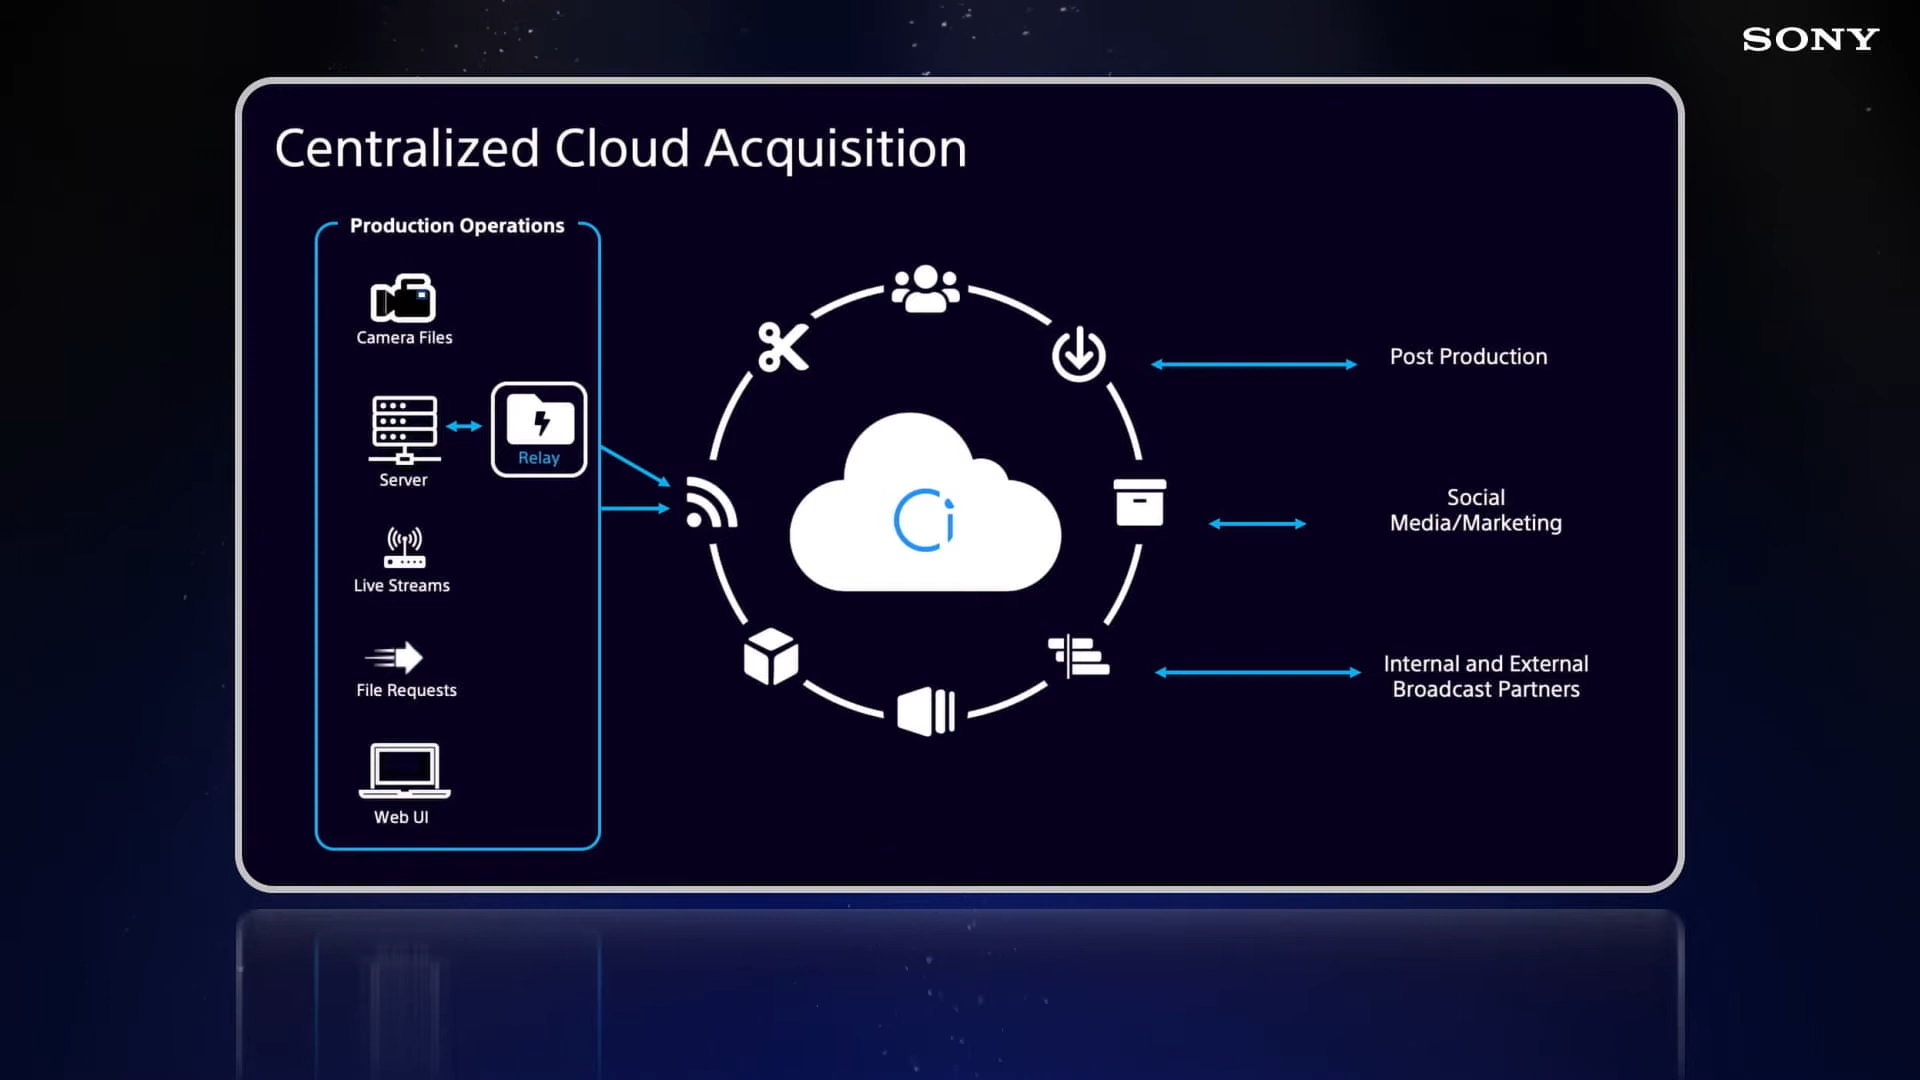 SONY
Centralized Cloud Acquisition
Production Operations
Camera Files
Relay
Server
Live Streams
File Requests
Web UI
Ci
Post Production
Social
Media/Marketing
Internal and External
Broadcast Partners